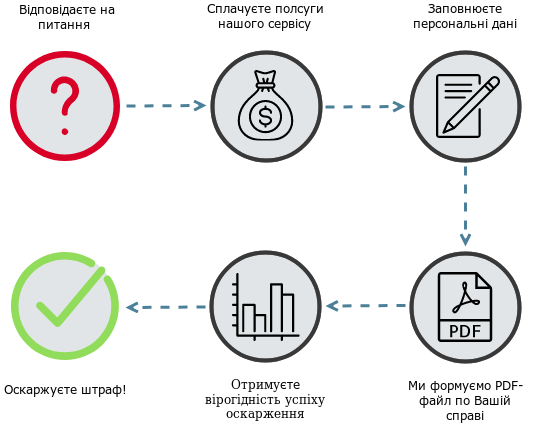 Відповідаєте на
питання
Сплачуєте полсуги
нашого сервісу
Заповнюєте
персональні дані
?
$
PDF
Оскаржуєте штраф!
Отримуєте
вірогідність успіху
оскарження
Ми формуємо PDF-
файл по Вашій
справі